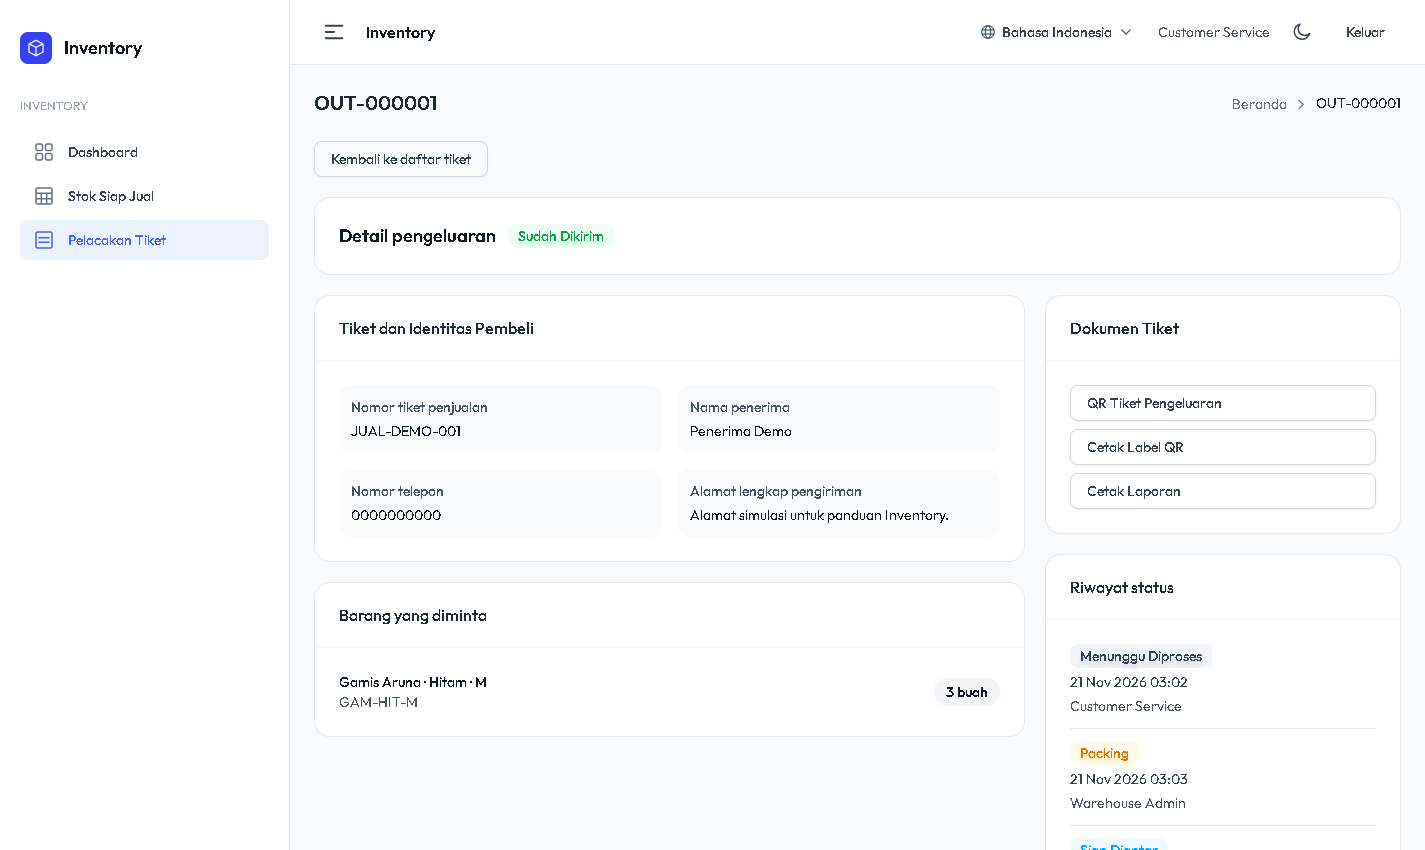 Inventory
INVENTORY
Dashboard
Stok Siap Jual
Pelacakan Tiket
Inventory
Bahasa Indonesia
Customer Service
Keluar
OUT-000001
Beranda
OUT-000001
Kembali ke daftar tiket
Detail pengeluaran
Sudah Dikirim
Tiket dan Identitas Pembeli
Nomor tiket penjualan
JUAL-DEMO-001
Nama penerima
Penerima Demo
Nomor telepon
0000000000
Alamat lengkap pengiriman
Alamat simulasi untuk panduan Inventory.
Barang yang diminta
Gamis Aruna · Hitam · M
GAM-HIT-M
3 buah
Dokumen Tiket
QR Tiket Pengeluaran
Cetak Label QR
Cetak Laporan
Riwayat status
Menunggu Diproses
21 Nov 2026 03:02
Customer Service
Packing
21 Nov 2026 03:03
Warehouse Admin
Siap Diantar